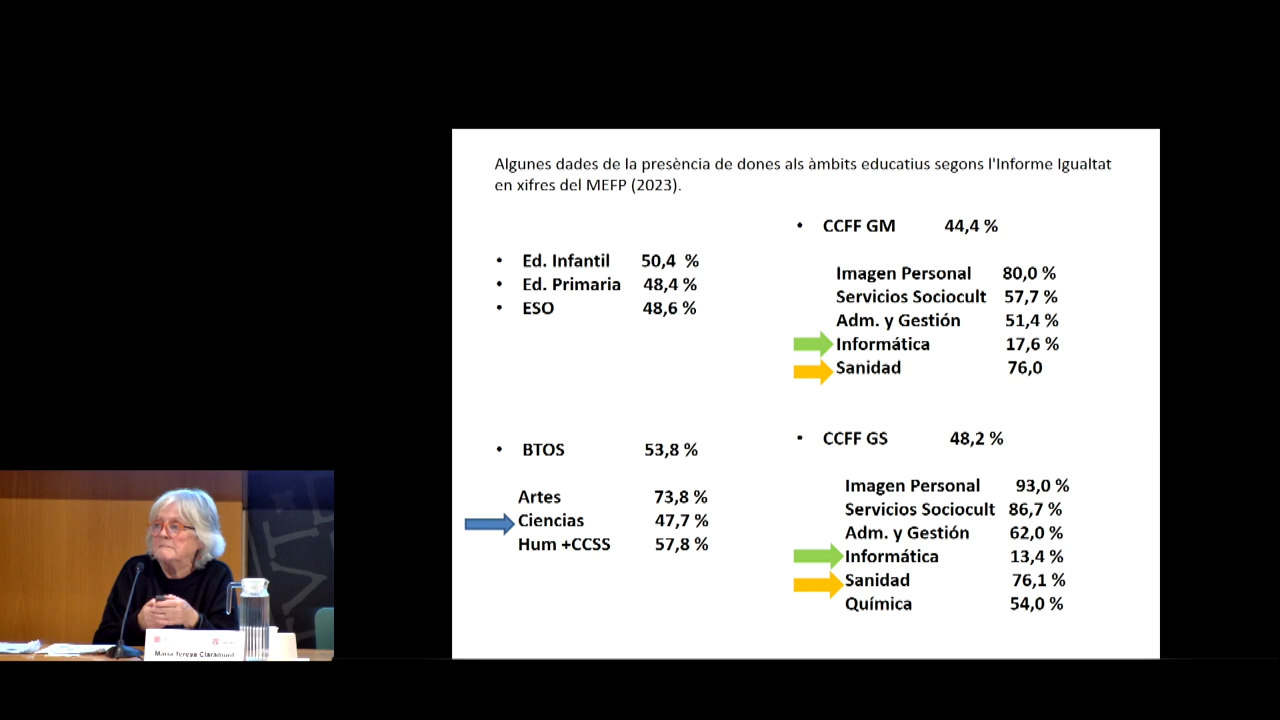 Algunes dades de la presència de dones als àmbits educatius segons l'Informe Igualtat
en xifres del MEFP (2023).
• Ed. Infantil 50,4 %
• Ed. Primaria 48,4 %
• ESO 48,6 %
• BTOS 53,8 %
Artes 73,8 %
Ciencias 47,7 %
Hum +CCSS 57,8 %
• CCFF GM 44,4 %
Imagen Personal 80,0 %
Servicios Sociocult 57,7 %
Adm. y Gestión 51,4 %
Informática 17,6 %
Sanidad 76,0
• CCFF GS 48,2 %
Imagen Personal 93,0 %
Servicios Sociocult 86,7 %
Adm. y Gestión 62,0 %
Informática 13,4 %
Sanidad 76,1 %
Química 54,0 %
Maria Teresa Claramunt